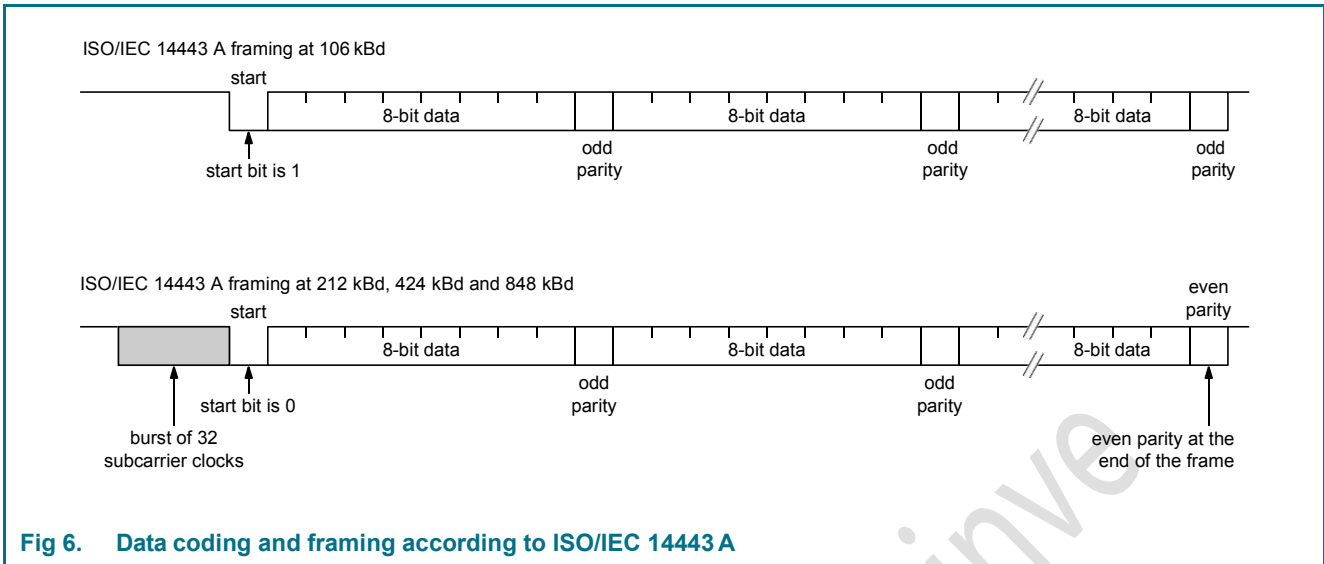 ISO/IEC 14443 A framing at 106 kBd
start
8-bit data 8-bit data 8-bit data
odd parity odd parity odd parity
start bit is 1
ISO/IEC 14443 A framing at 212 kBd, 424 kBd and 848 kBd
even parity
start
8-bit data 8-bit data 8-bit data
odd parity odd parity
start bit is 0
burst of 32
subcarrier clocks
even parity at the
end of the frame
Fig 6. Data coding and framing according to ISO/IEC 14443 A